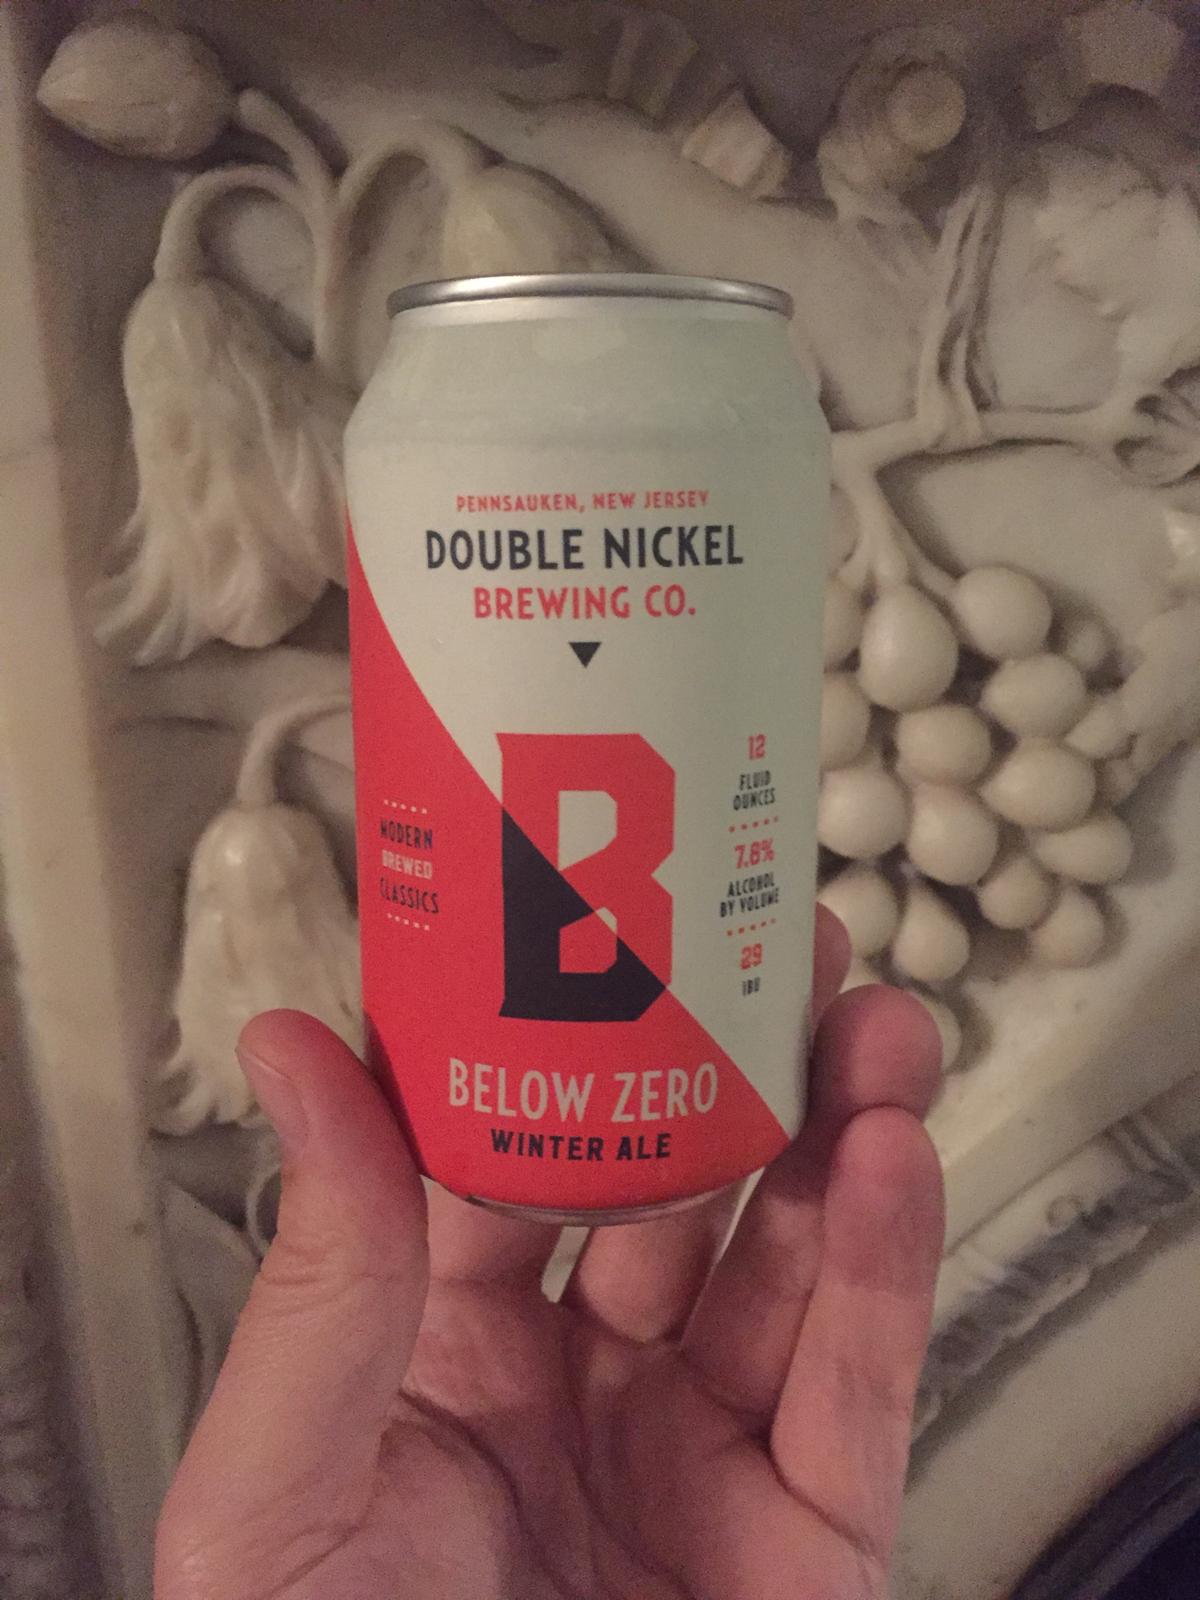 PENNSAUKEN, NEW JERSEY
DOUBLE NICKEL
BREWING CO.
B
MODERN
BREWED
CLASSICS
12
FLUID
OUNCES
7.6%
ALCOHOL
BY VOLUME
29
IBU
BELOW ZERO
WINTER ALE